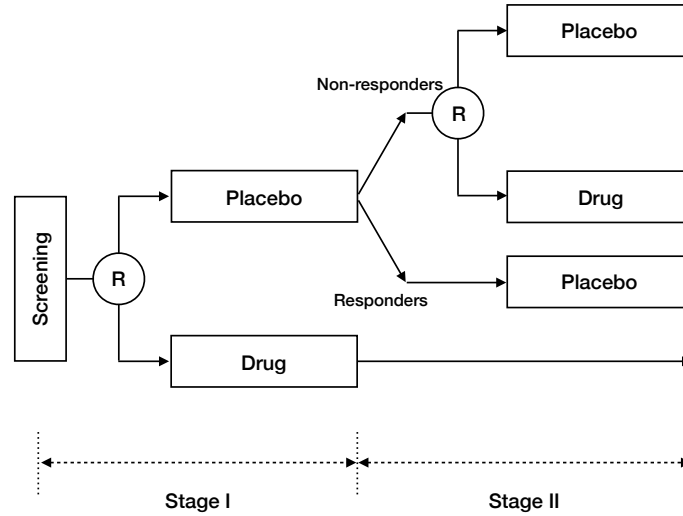 Placebo
Non-responders
R
Placebo
Drug
Screening
R
Placebo
Responders
Drug
Stage I
Stage II